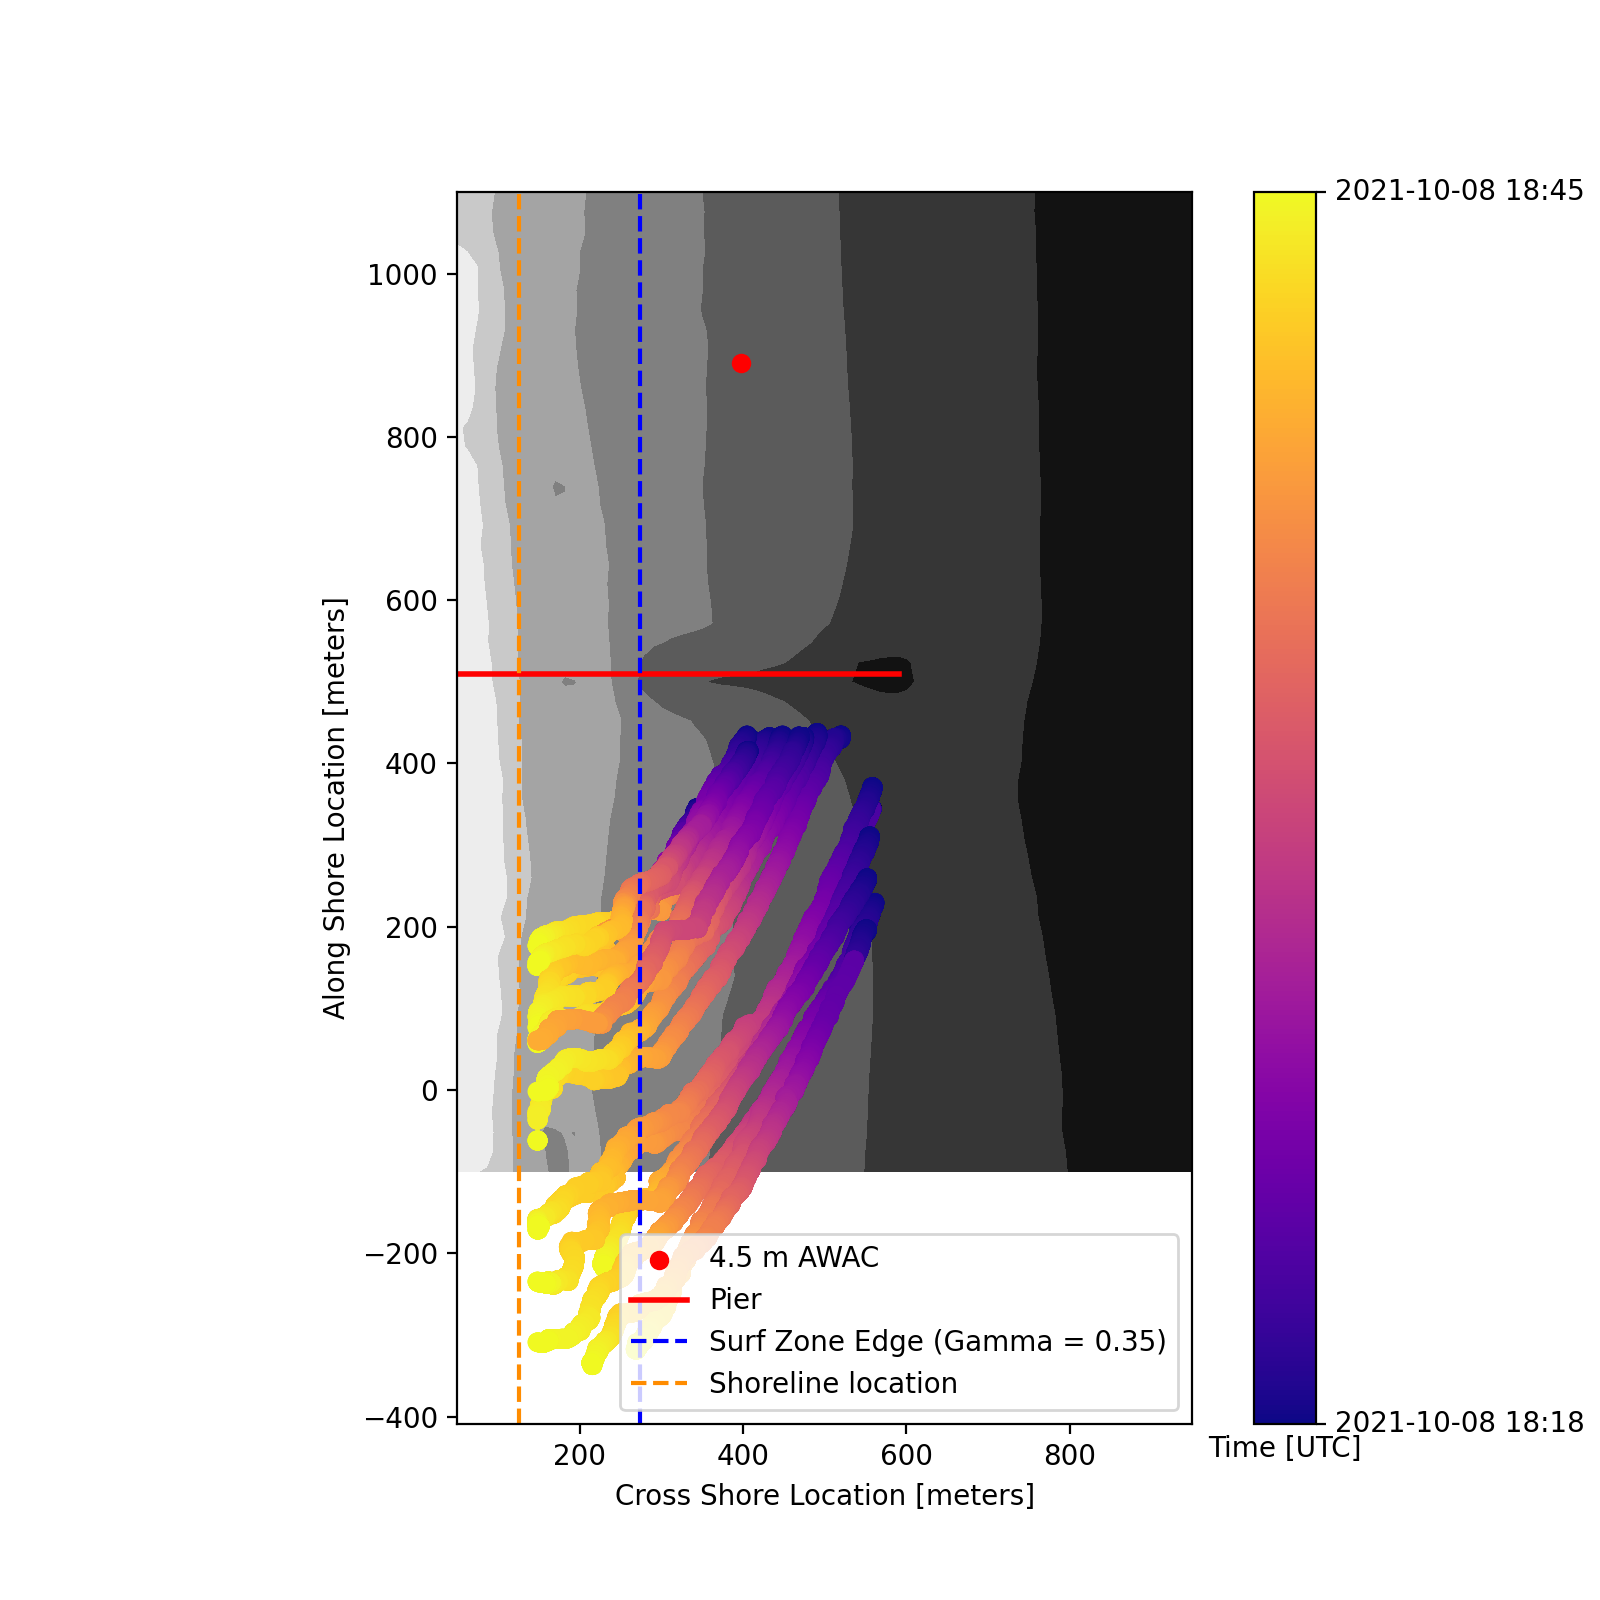 2021-10-08 18:45
1000
800
600
400
200
0
−200
−400
Along Shore Location [meters]
4.5 m AWAC
Pier
Surf Zone Edge (Gamma = 0.35)
Shoreline location
2021-10-08 18:18
Time [UTC]
200 400 600 800
Cross Shore Location [meters]